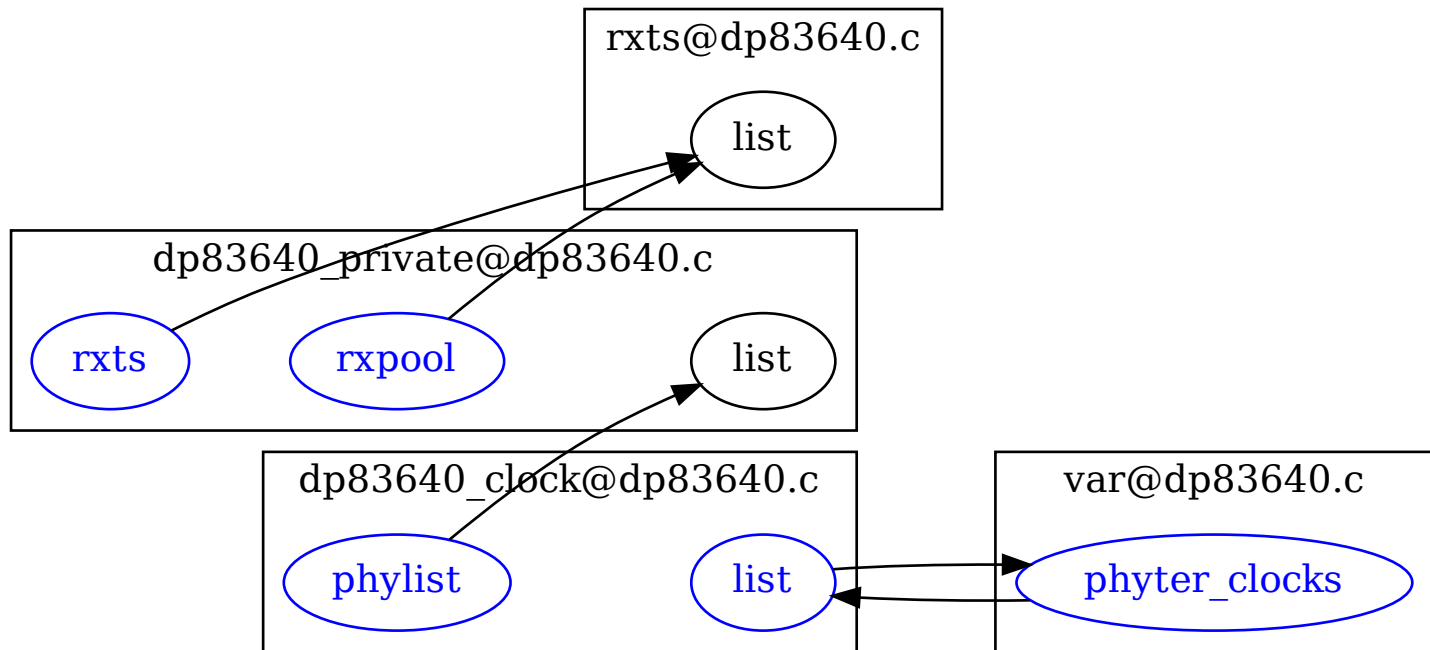 rxts@dp83640.c
list
dp83640_private@dp83640.c
rxts
rxpool
list
dp83640_clock@dp83640.c
phylist
list
var@dp83640.c
phyter_clocks